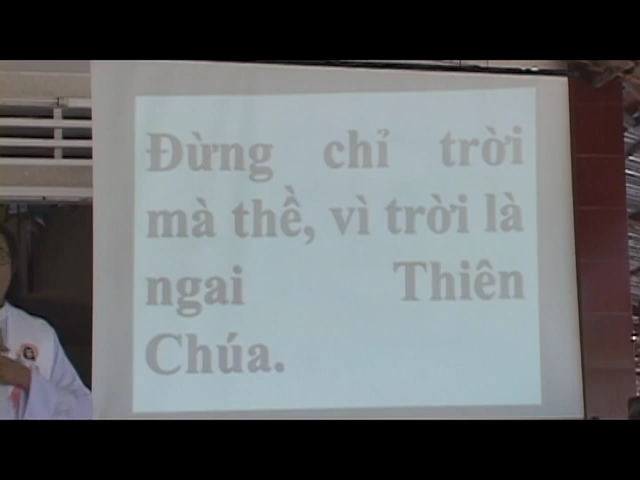 Đừng chỉ trời
mà thề, vì trời là
ngai Thiên
Chúa.